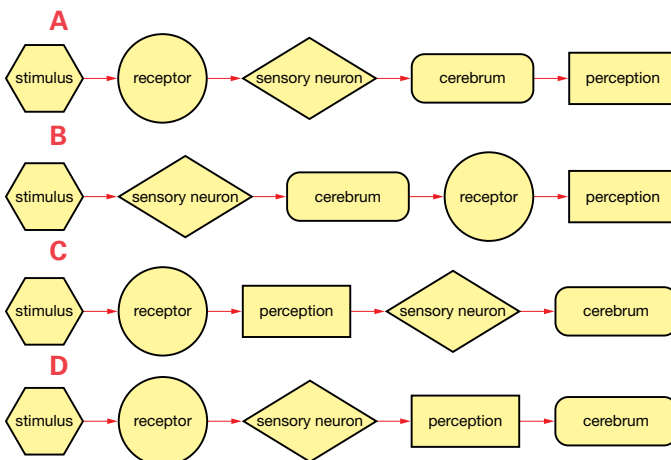 A
stimulus receptor sensory neuron cerebrum perception
B
stimulus sensory neuron cerebrum receptor perception
C
stimulus receptor perception sensory neuron cerebrum
D
stimulus receptor sensory neuron perception cerebrum